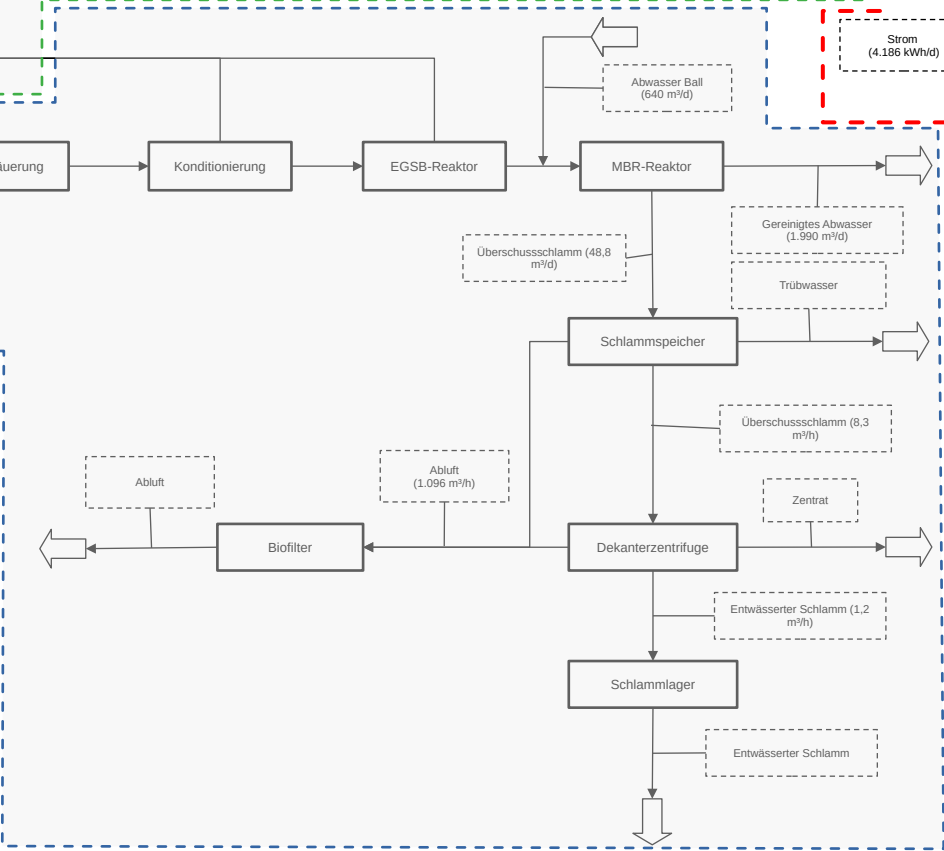 Strom
(4.186 kWh/d)
Abwasser Ball
(640 m³/d)
äuerung
Konditionierung
EGSB-Reaktor
MBR-Reaktor
Gereinigtes Abwasser
(1.990 m³/d)
Überschussschlamm (48,8
m³/d)
Trübwasser
Schlammspeicher
Überschussschlamm (8,3
m³/h)
Abluft
(1.096 m³/h)
Abluft
Zentrat
Biofilter
Dekanterzentrifuge
Entwässerter Schlamm (1,2
m³/h)
Schlammlager
Entwässerter Schlamm